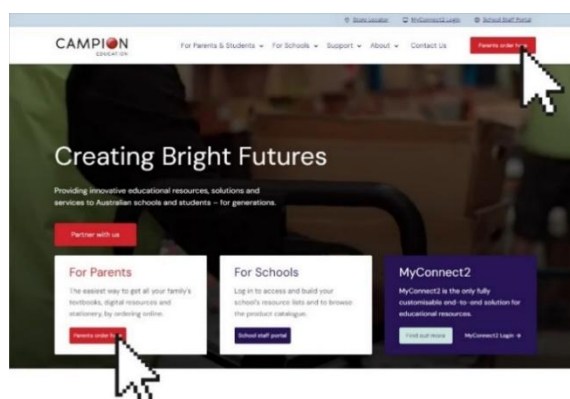 Store Locator MyConnect2 Login School Staff Portal
CAMPION
EDUCATION
For Parents & Students For Schools Support About Contact Us
Parents order here
Creating Bright Futures
Providing innovative educational resources, solutions and
services to Australian schools and students – for generations.
Partner with us
For Parents
The easiest way to get all your family's
textbooks, digital resources and
stationery, by ordering online.
Parents order
For Schools
Log in to access and build your
school's resource lists and to browse
the product catalogue.
School staff portal
MyConnect2
MyConnect2 is the only fully
customisable end-to-end solution for
educational resources.
Find out more MyConnect2 Login →